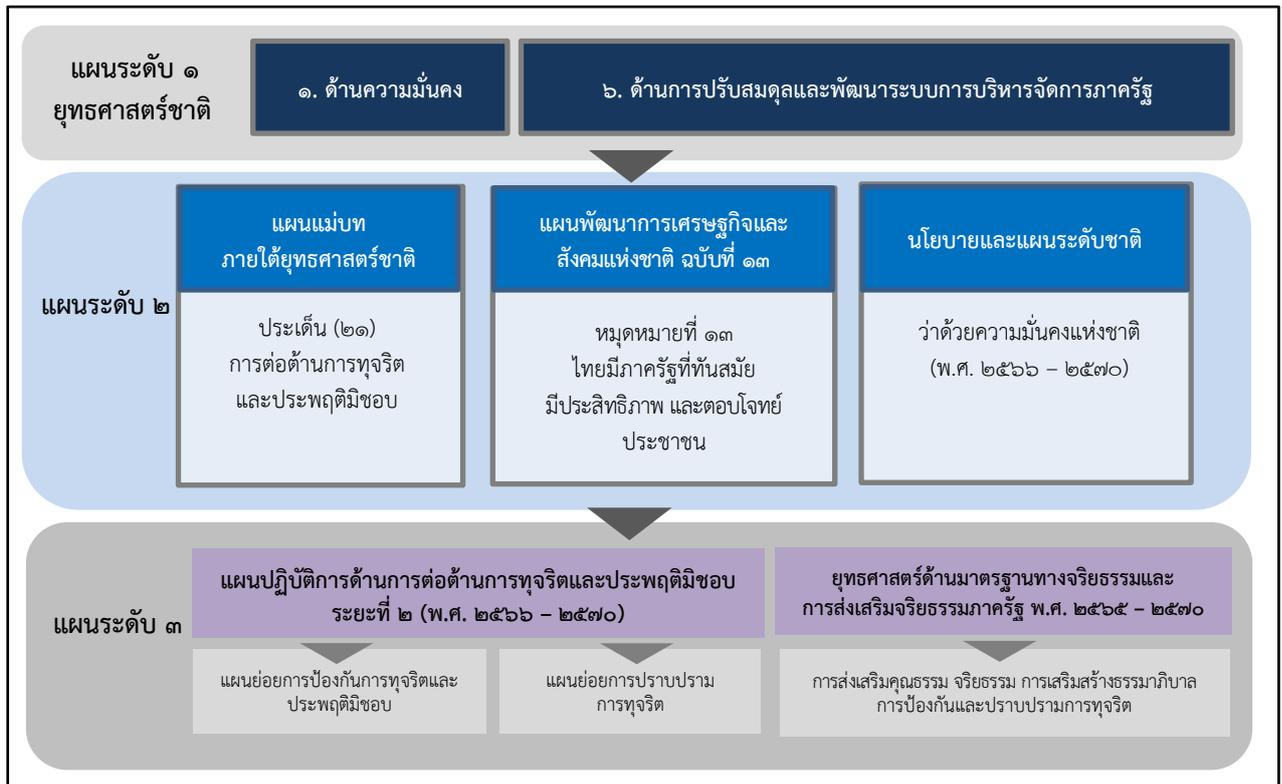 แผนระดับ ๑
ยุทธศาสตร์ชาติ
๑. ด้านความมั่นคง
๖. ด้านการปรับสมดุลและพัฒนาระบบการบริหารจัดการภาครัฐ
แผนระดับ ๒
แผนแม่บท
ภายใต้ยุทธศาสตร์ชาติ
ประเด็น (๒๑)
การต่อต้านการทุจริต
และประพฤติมิชอบ
แผนพัฒนาการเศรษฐกิจและ
สังคมแห่งชาติ ฉบับที่ ๑๓
หมุดหมายที่ ๑๓
ไทยมีภาครัฐที่ทันสมัย
มีประสิทธิภาพ และตอบโจทย์
ประชาชน
นโยบายและแผนระดับชาติ
ว่าด้วยความมั่นคงแห่งชาติ
(พ.ศ. ๒๕๖๖ – ๒๕๗๐)
แผนระดับ ๓
แผนปฏิบัติการด้านการต่อต้านการทุจริตและประพฤติมิชอบ
ระยะที่ ๒ (พ.ศ. ๒๕๖๖ – ๒๕๗๐)
แผนย่อยการป้องกันการทุจริตและ
ประพฤติมิชอบ
แผนย่อยการปราบปราม
การทุจริต
ยุทธศาสตร์ด้านมาตรฐานทางจริยธรรมและ
การส่งเสริมจริยธรรมภาครัฐ พ.ศ. ๒๕๖๕ – ๒๕๗๐
การส่งเสริมคุณธรรม จริยธรรม การเสริมสร้างธรรมาภิบาล
การป้องกันและปราบปรามการทุจริต